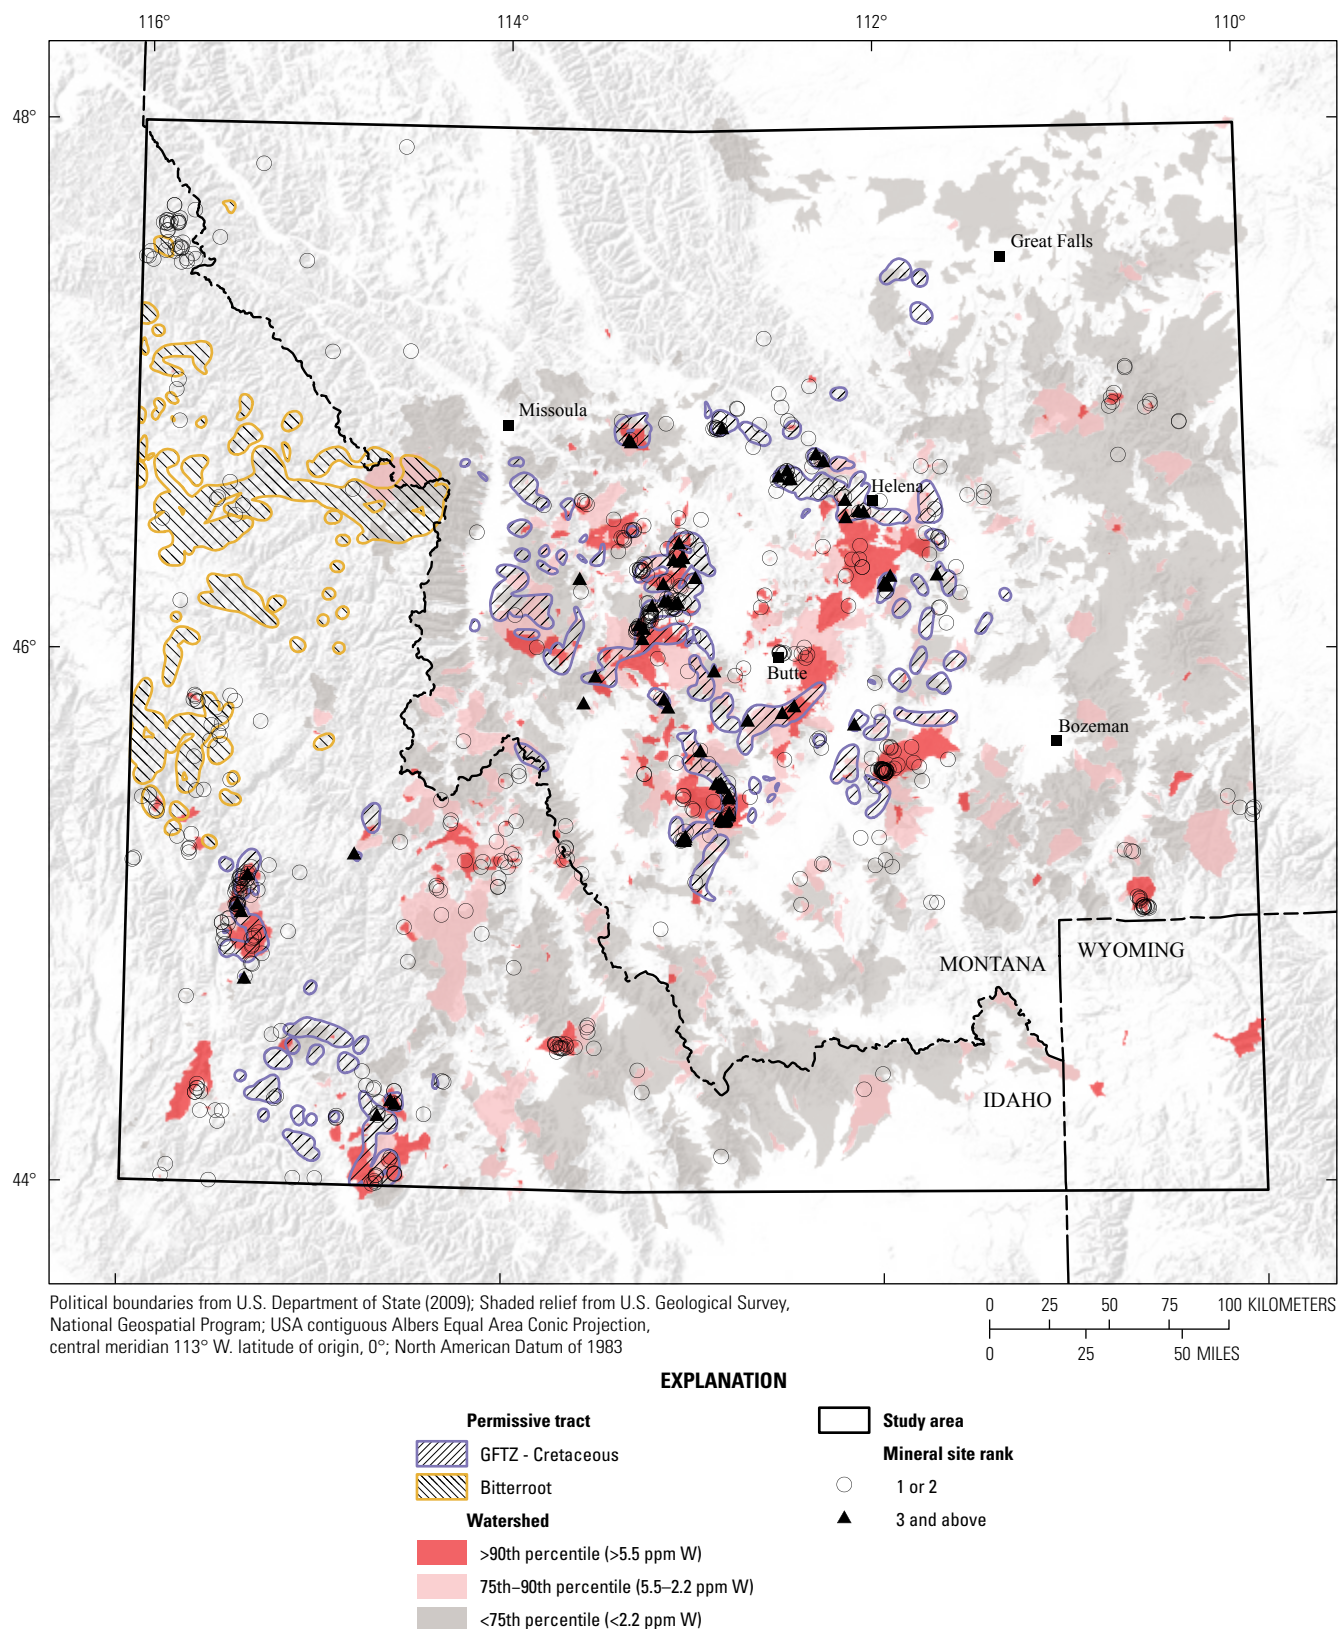 116°
114°
112°
110°
48°
Great Falls
Missoula
Helena
46°
Butte
Bozeman
MONTANA
WYOMING
IDAHO
44°
Political boundaries from U.S. Department of State (2009); Shaded relief from U.S. Geological Survey,
National Geospatial Program; USA contiguous Albers Equal Area Conic Projection,
central meridian 113° W. latitude of origin, 0°; North American Datum of 1983
0 25 50 75 100 KILOMETERS
0 25 50 MILES
EXPLANATION
Permissive tract
GFTZ - Cretaceous
Bitterroot
Watershed
>90th percentile (>5.5 ppm W)
75th–90th percentile (5.5–2.2 ppm W)
<75th percentile (<2.2 ppm W)
Study area
Mineral site rank
1 or 2
3 and above